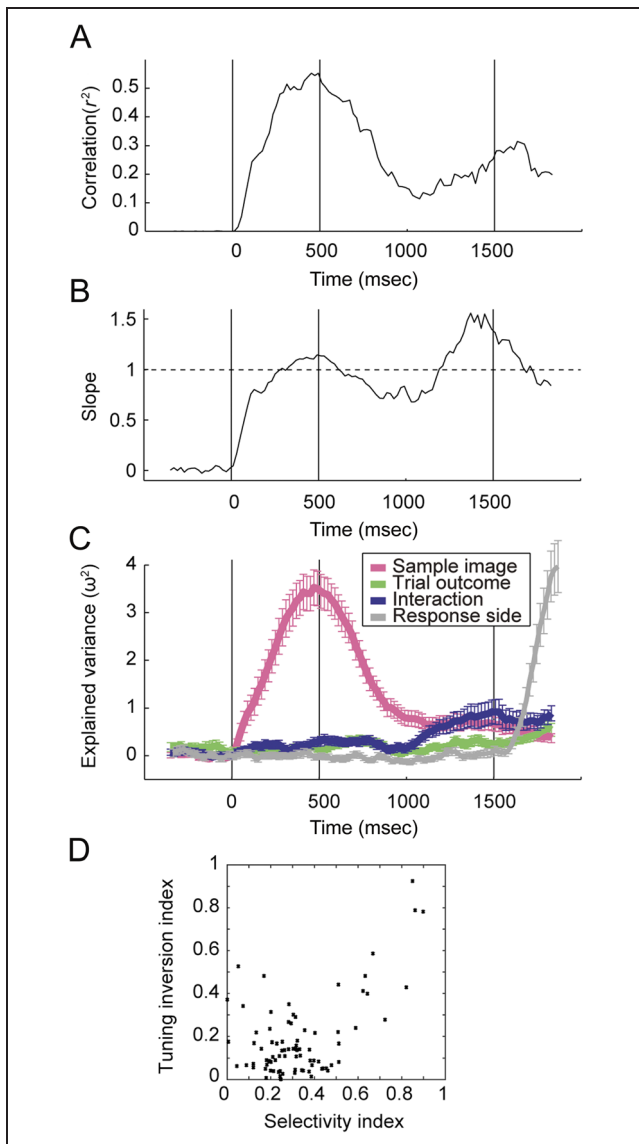 A
Correlation(r²)
0.5
0.4
0.3
0.2
0.1
0
0 500 1000 1500
Time (msec)
B
Slope
1.5
1
0.5
0
0 500 1000 1500
Time (msec)
C
Explained variance (ω²)
4
3
2
1
0
Sample image
Trial outcome
Interaction
Response side
0 500 1000 1500
Time (msec)
D
Tuning inversion index
1
0.8
0.6
0.4
0.2
0
0 0.2 0.4 0.6 0.8 1
Selectivity index